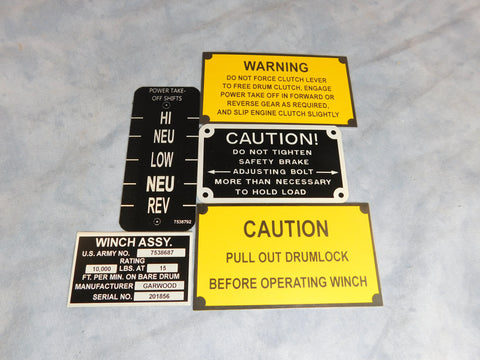 WARNING
DO NOT FORCE CLUTCH LEVER
TO FREE DRUM CLUTCH, ENGAGE
POWER TAKE OFF IN FORWARD OR
REVERSE GEAR AS REQUIRED,
AND SLIP ENGINE CLUTCH SLIGHTLY
POWER TAKE-
OFF SHIFTS
HI
NEU
LOW
NEU
REV
7538792
CAUTION!
DO NOT TIGHTEN
SAFETY BRAKE
ADJUSTING BOLT
MORE THAN NECESSARY
TO HOLD LOAD
CAUTION
PULL OUT DRUMLOCK
BEFORE OPERATING WINCH
WINCH ASSY.
U.S. ARMY NO. 7538687
RATING
10,000 LBS. AT 15
FT. PER MIN. ON BARE DRUM
MANUFACTURER GARWOOD
SERIAL NO. 201856